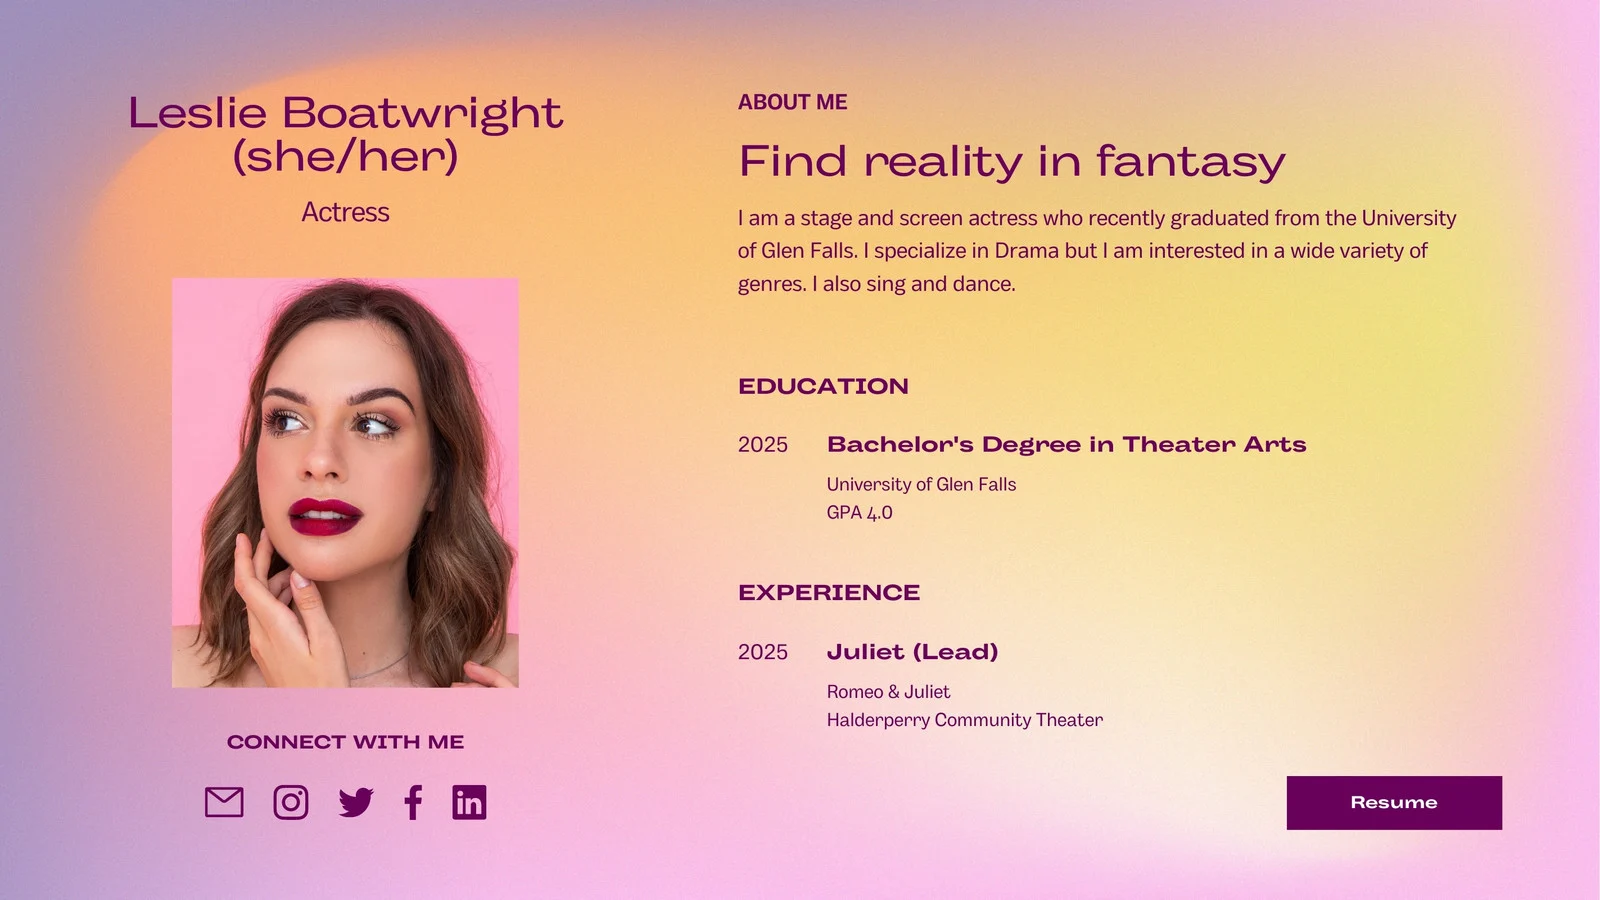 Leslie Boatwright
(she/her)
Actress
CONNECT WITH ME
in
ABOUT ME
Find reality in fantasy
I am a stage and screen actress who recently graduated from the University
of Glen Falls. I specialize in Drama but I am interested in a wide variety of
genres. I also sing and dance.
EDUCATION
2025 Bachelor's Degree in Theater Arts
University of Glen Falls
GPA 4.0
EXPERIENCE
2025 Juliet (Lead)
Romeo & Juliet
Halderperry Community Theater
Resume